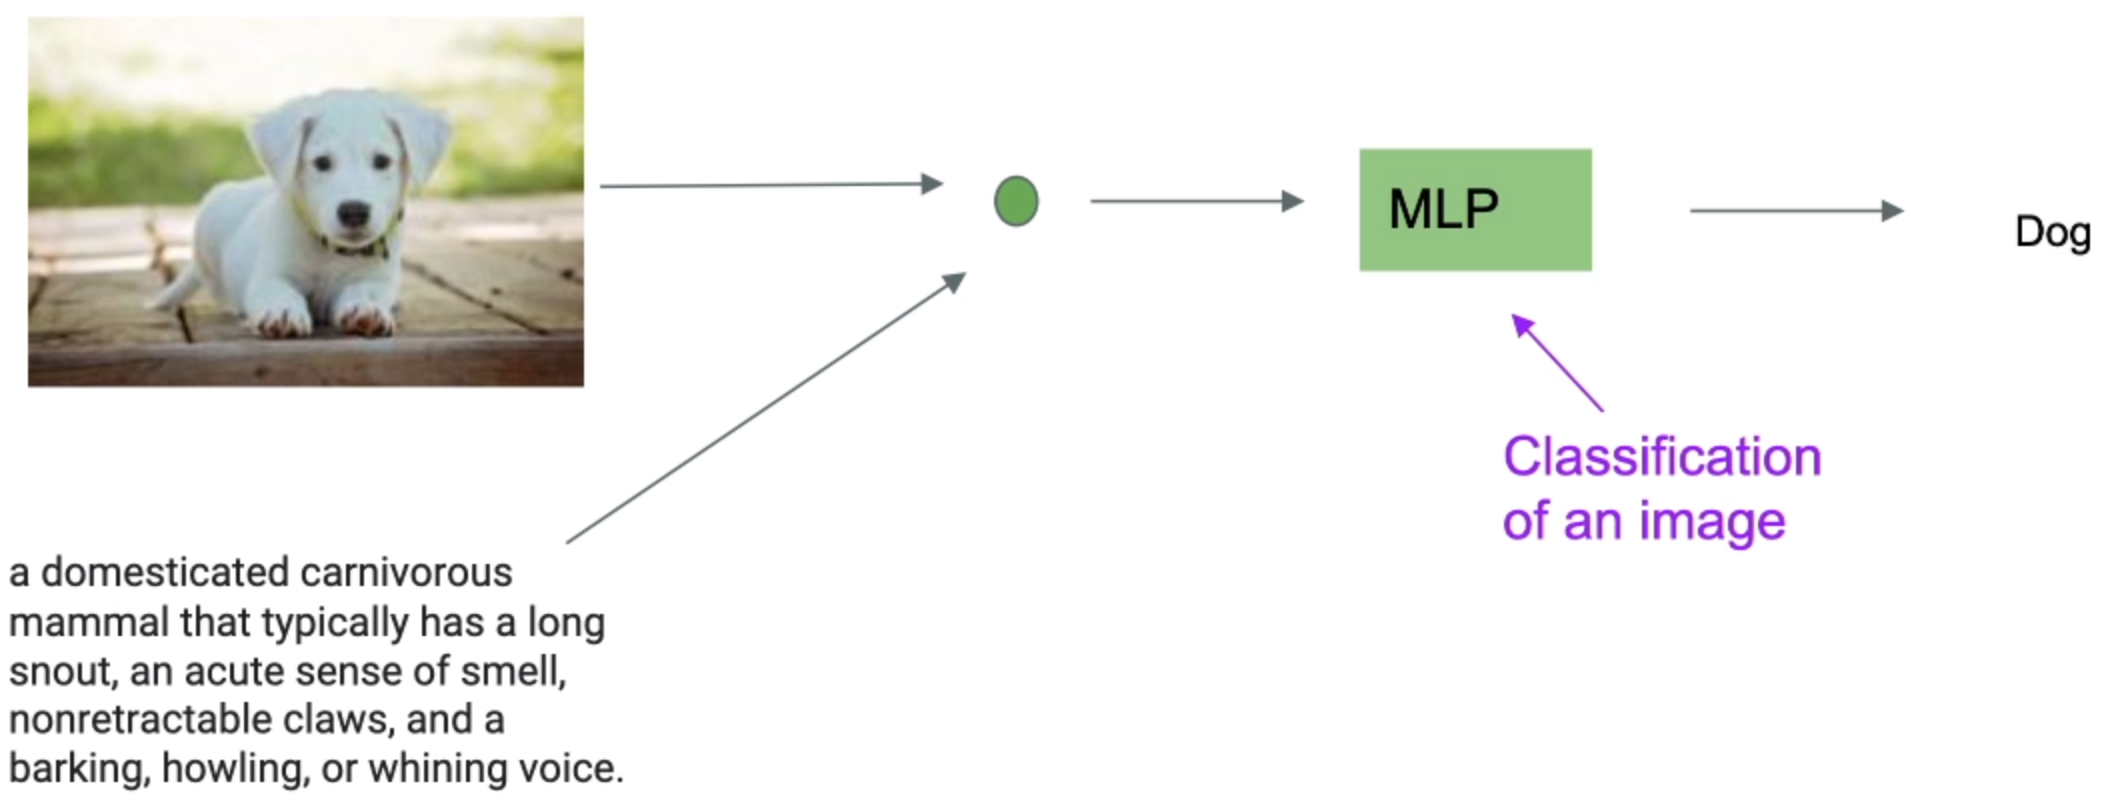 MLP
Dog
Classification
of an image
a domesticated carnivorous
mammal that typically has a long
snout, an acute sense of smell,
nonretractable claws, and a
barking, howling, or whining voice.